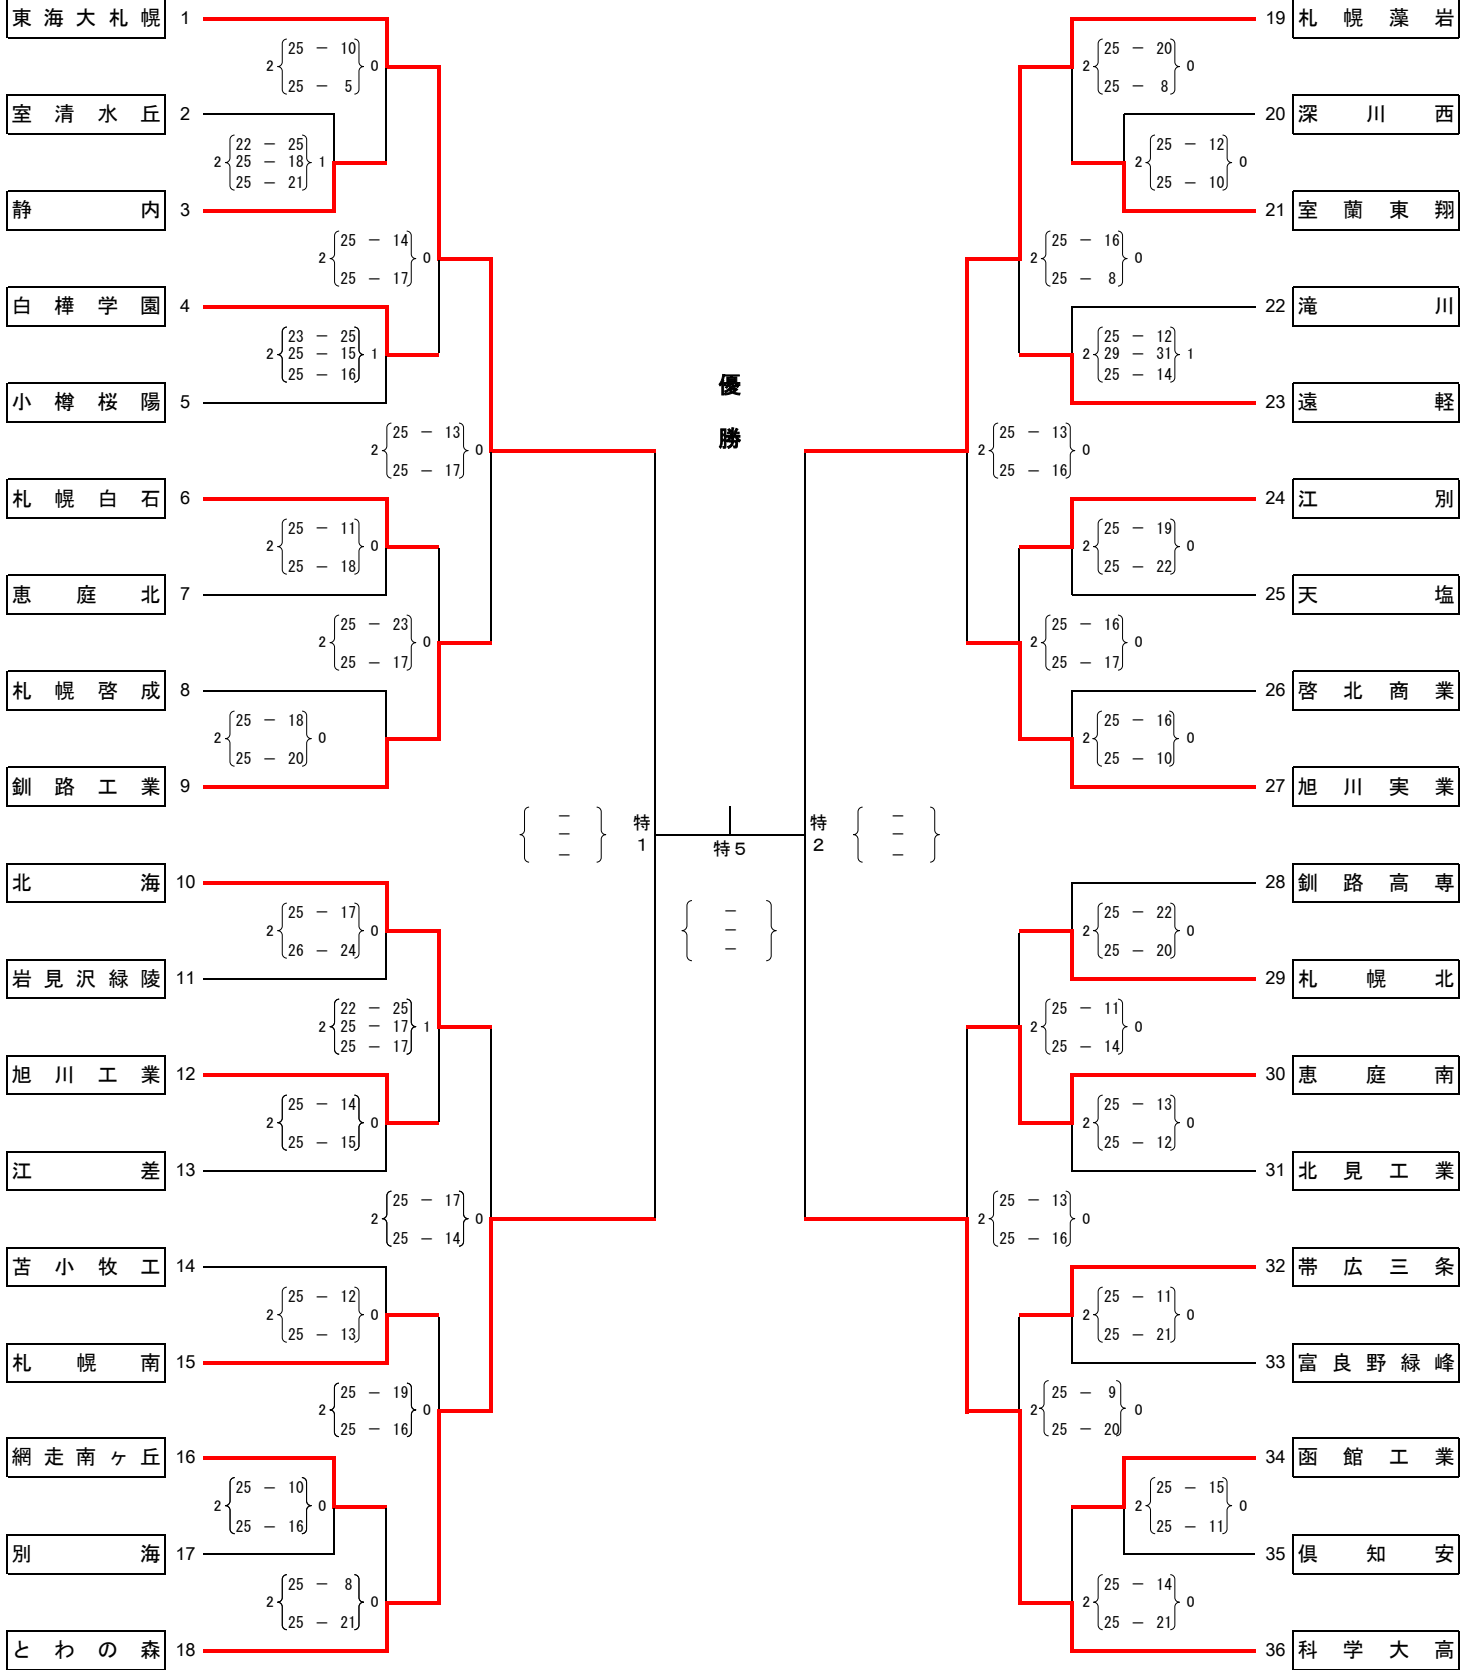 東海大札幌 1
25 － 10
2 0
25 － 5
室清水丘 2
22 － 25
2 25 － 18 1
25 － 21
静内 3
25 － 14
2 0
25 － 17
白樺学園 4
23 － 25
2 25 － 15 1
25 － 16
小樽桜陽 5
25 － 13
2 0
25 － 17
札幌白石 6
25 － 11
2 0
25 － 18
恵庭北 7
25 － 23
2 0
25 － 17
札幌啓成 8
25 － 18
2 0
25 － 20
釧路工業 9
北海 10
25 － 17
2 0
26 － 24
岩見沢緑陵 11
22 － 25
2 25 － 17 1
25 － 17
旭川工業 12
25 － 14
2 0
25 － 15
江差 13
25 － 17
2 0
25 － 14
苫小牧工 14
25 － 12
2 0
25 － 13
札幌南 15
25 － 19
2 0
25 － 16
網走南ヶ丘 16
25 － 10
2 0
25 － 16
別海 17
25 － 8
2 0
25 － 21
とわの森 18
優
勝
－
－
－
特
1
特5
－
－
－
特
2
－
－
－
19 札幌藻岩
25 － 20
2 0
25 － 8
20 深川西
25 － 12
2 0
25 － 10
21 室蘭東翔
25 － 16
2 0
25 － 8
22 滝川
25 － 12
2 29 － 31 1
25 － 14
23 遠軽
25 － 13
2 0
25 － 16
24 江別
25 － 19
2 0
25 － 22
25 天塩
25 － 16
2 0
25 － 17
26 啓北商業
25 － 16
2 0
25 － 10
27 旭川実業
28 釧路高専
25 － 22
2 0
25 － 20
29 札幌北
25 － 11
2 0
25 － 14
30 恵庭南
25 － 13
2 0
25 － 12
31 北見工業
25 － 13
2 0
25 － 16
32 帯広三条
25 － 11
2 0
25 － 21
33 富良野緑峰
25 － 9
2 0
25 － 20
34 函館工業
25 － 15
2 0
25 － 11
35 倶知安
25 － 14
2 0
25 － 21
36 科学大高